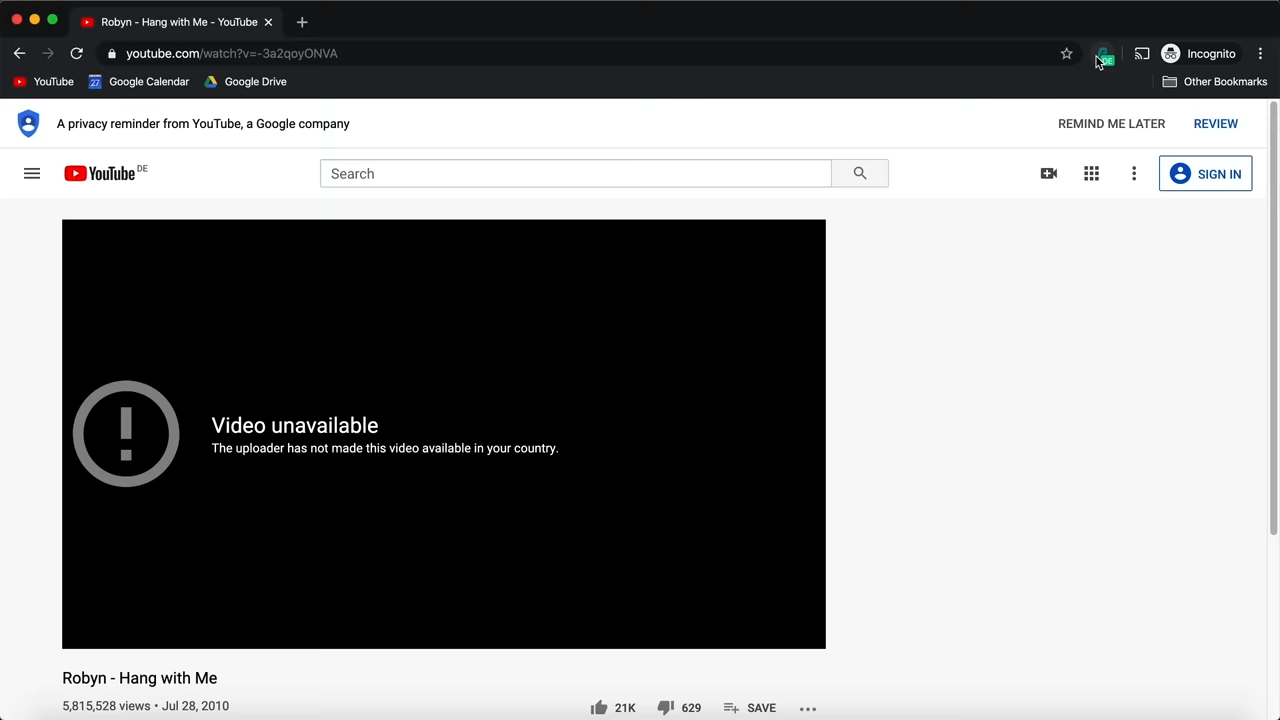 Robyn - Hang with Me - YouTube
youtube.com/watch?v=-3a2qoyONVA
DE
Incognito
YouTube
27
Google Calendar
Google Drive
Other Bookmarks
A privacy reminder from YouTube, a Google company
REMIND ME LATER
REVIEW
YouTube DE
Search
SIGN IN
Video unavailable
The uploader has not made this video available in your country.
Robyn - Hang with Me
5,815,528 views • Jul 28, 2010
21K
629
SAVE